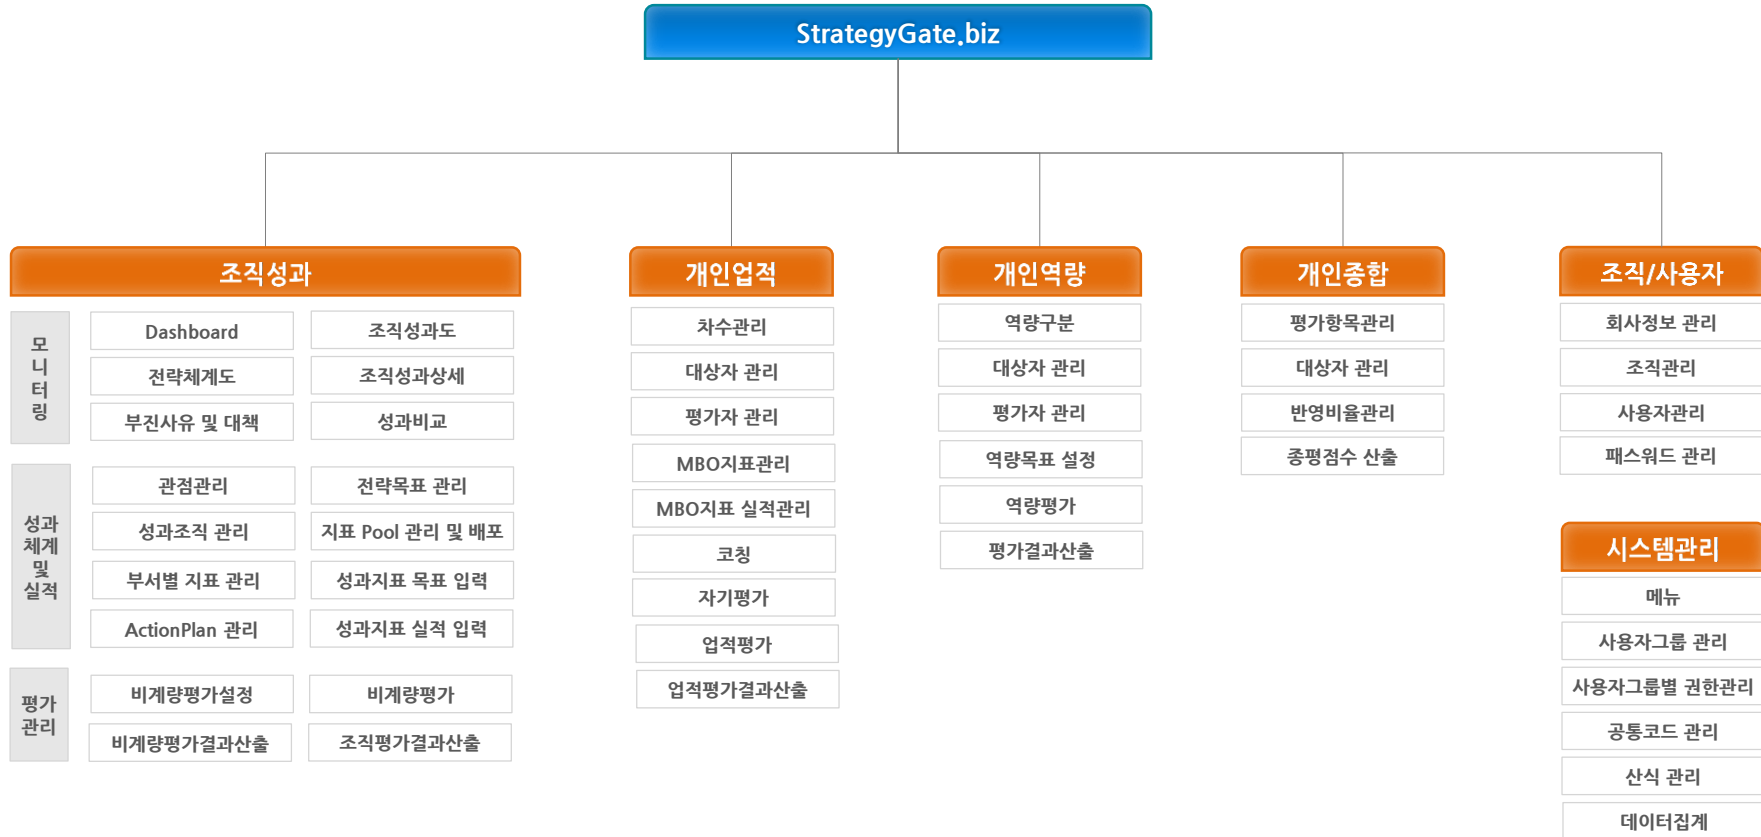 StrategyGate.biz
조직성과
모
니
터
링
Dashboard
조직성과도
전략체계도
조직성과상세
부진사유 및 대책
성과비교
성과
체계
및
실적
관점관리
전략목표 관리
성과조직 관리
지표 Pool 관리 및 배포
부서별 지표 관리
성과지표 목표 입력
ActionPlan 관리
성과지표 실적 입력
평가
관리
비계량평가설정
비계량평가
비계량평가결과산출
조직평가결과산출
개인업적
차수관리
대상자 관리
평가자 관리
MBO지표관리
MBO지표 실적관리
코칭
자기평가
업적평가
업적평가결과산출
개인역량
역량구분
대상자 관리
평가자 관리
역량목표 설정
역량평가
평가결과산출
개인종합
평가항목관리
대상자 관리
반영비율관리
종평점수 산출
조직/사용자
회사정보 관리
조직관리
사용자관리
패스워드 관리
시스템관리
메뉴
사용자그룹 관리
사용자그룹별 권한관리
공통코드 관리
산식 관리
데이터집계